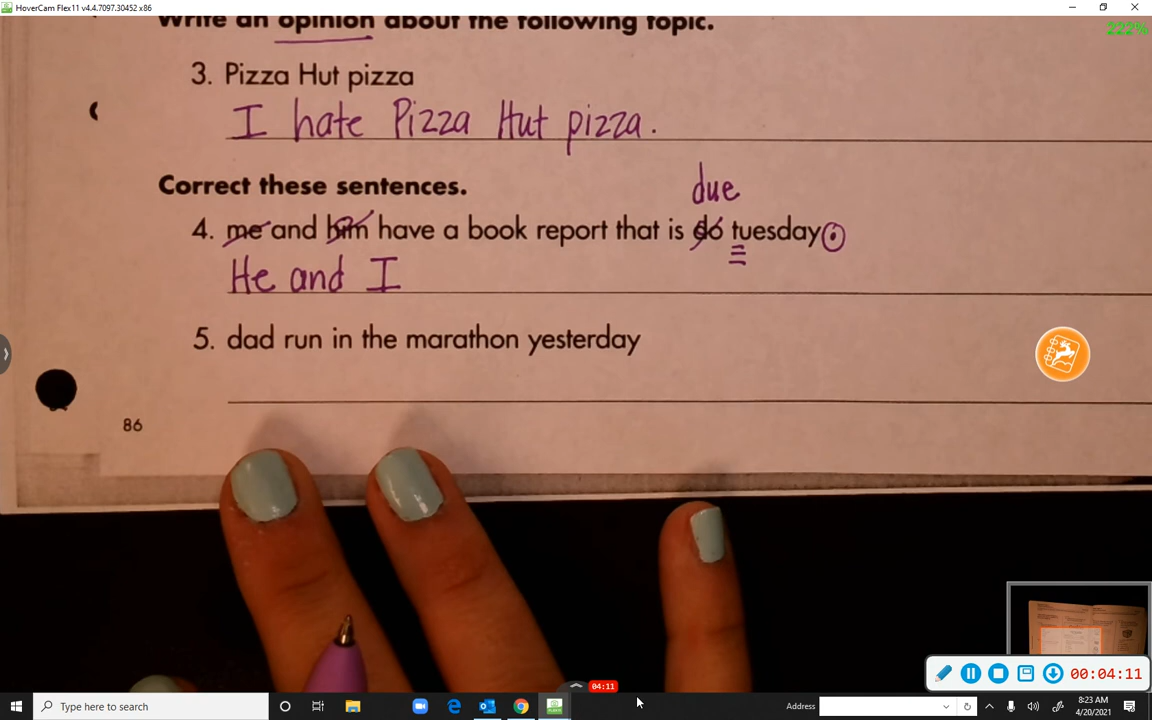 HoverCam Flex11 v4.4.7097.30452 x86
222%
Write an opinion about the following topic.
3. Pizza Hut pizza
I hate Pizza Hut pizza.
Correct these sentences.
due
4. me and him have a book report that is do tuesday.
He and I
5. dad run in the marathon yesterday
86
00:04:11
04:11
Type here to search
Address
8:23 AM
4/20/2021